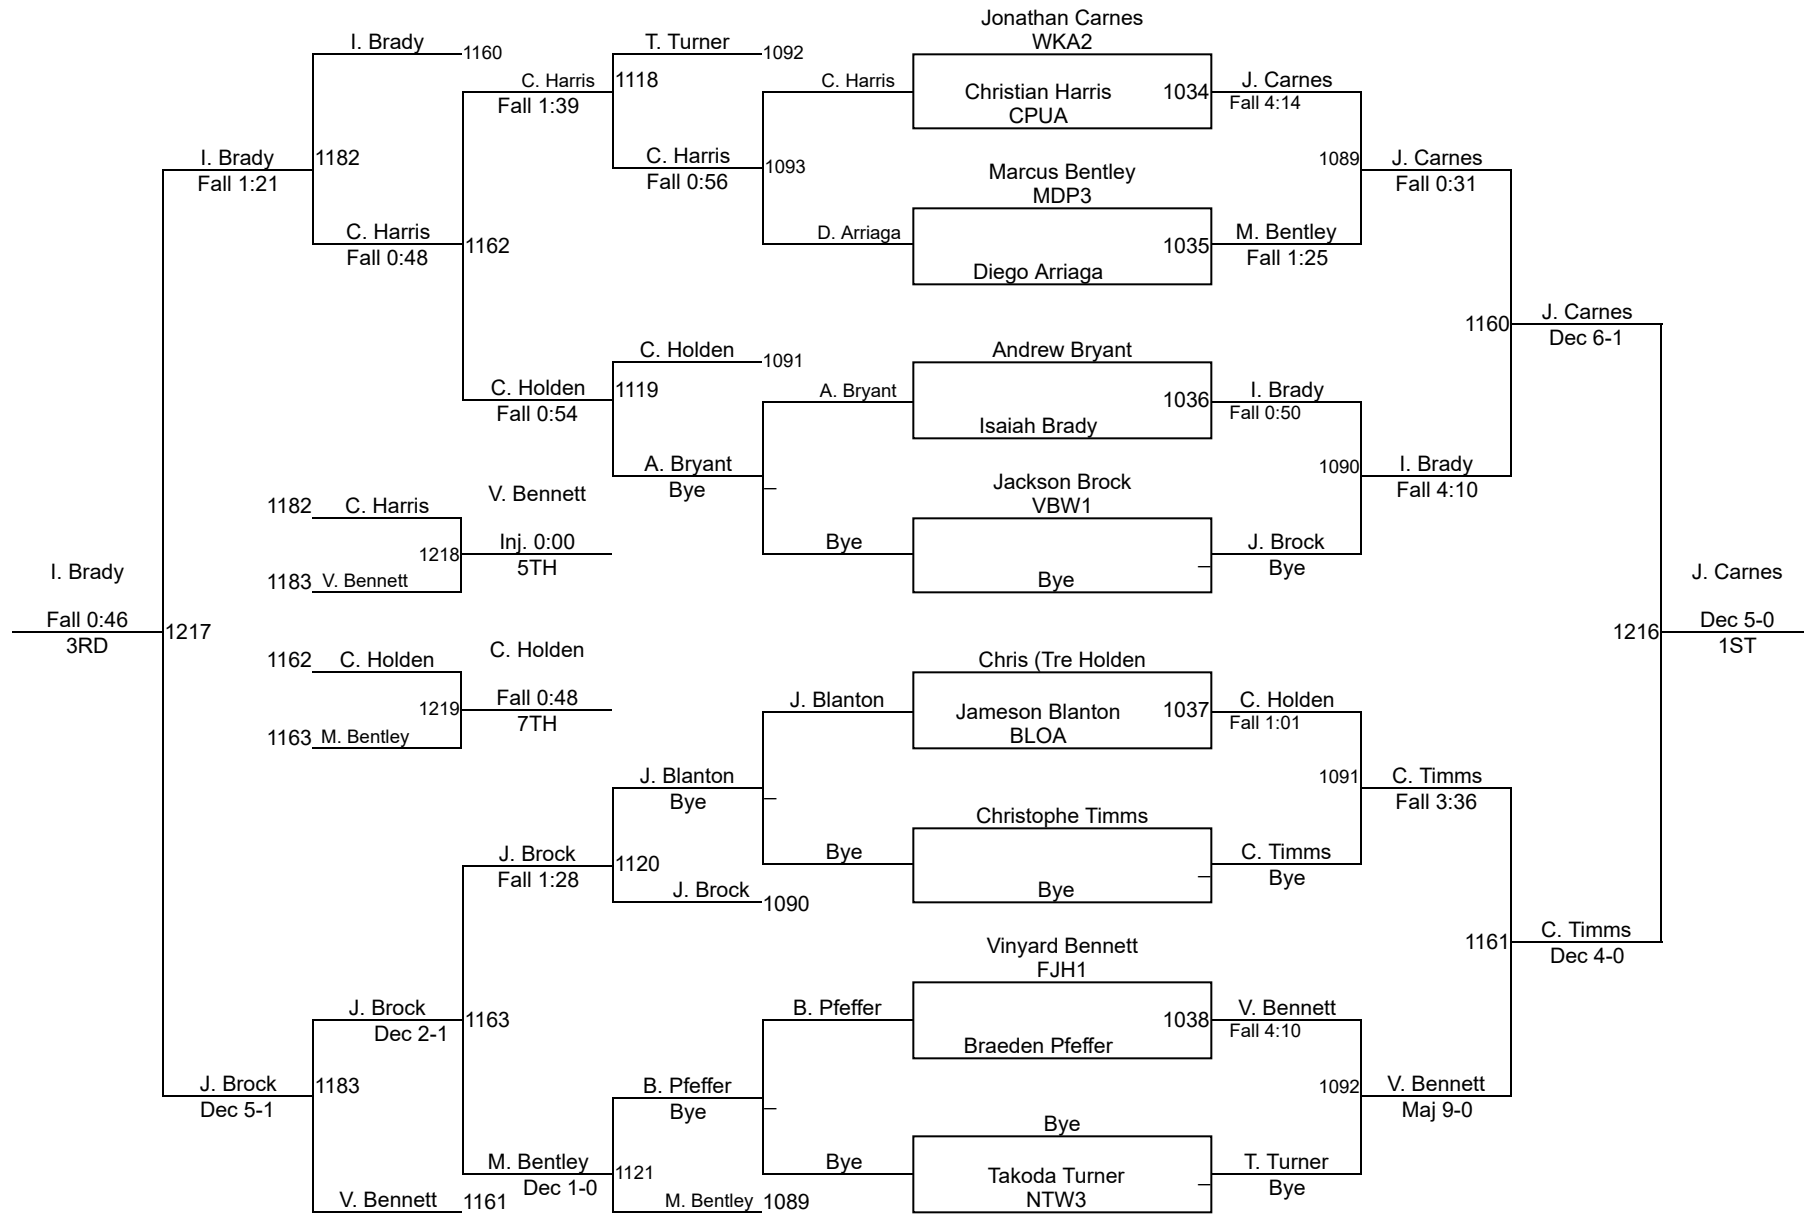 Jonathan Carnes
WKA2
I. Brady
1160
T. Turner
1092
C. Harris
Fall 1:39
1118
C. Harris
Christian Harris
CPUA
1034
J. Carnes
Fall 4:14
C. Harris
Fall 0:56
1093
I. Brady
Fall 1:21
1182
Marcus Bentley
MDP3
1089
J. Carnes
Fall 0:31
C. Harris
Fall 0:48
1162
D. Arriaga
Diego Arriaga
1035
M. Bentley
Fall 1:25
1160
J. Carnes
Dec 6-1
C. Holden
1091
Andrew Bryant
C. Holden
Fall 0:54
1119
A. Bryant
Isaiah Brady
1036
I. Brady
Fall 0:50
A. Bryant
Bye
1090
I. Brady
Fall 4:10
V. Bennett
Jackson Brock
VBW1
1182
C. Harris
1218
Inj. 0:00
5TH
Bye
Bye
J. Brock
Bye
1183
V. Bennett
I. Brady
Fall 0:46
3RD
1217
J. Carnes
1216
Dec 5-0
1ST
1162
C. Holden
C. Holden
Chris (Tre Holden
1219
Fall 0:48
7TH
J. Blanton
Jameson Blanton
BLOA
1037
C. Holden
Fall 1:01
1163
M. Bentley
J. Blanton
Bye
1091
C. Timms
Fall 3:36
Christophe Timms
J. Brock
Fall 1:28
1120
Bye
Bye
C. Timms
Bye
J. Brock
1090
Vinyard Bennett
FJH1
1161
C. Timms
Dec 4-0
J. Brock
Dec 2-1
1163
B. Pfeffer
Braeden Pfeffer
1038
V. Bennett
Fall 4:10
J. Brock
Dec 5-1
1183
B. Pfeffer
Bye
1092
V. Bennett
Maj 9-0
Bye
M. Bentley
Dec 1-0
1121
Bye
Takoda Turner
NTW3
T. Turner
Bye
V. Bennett
1161
M. Bentley
1089